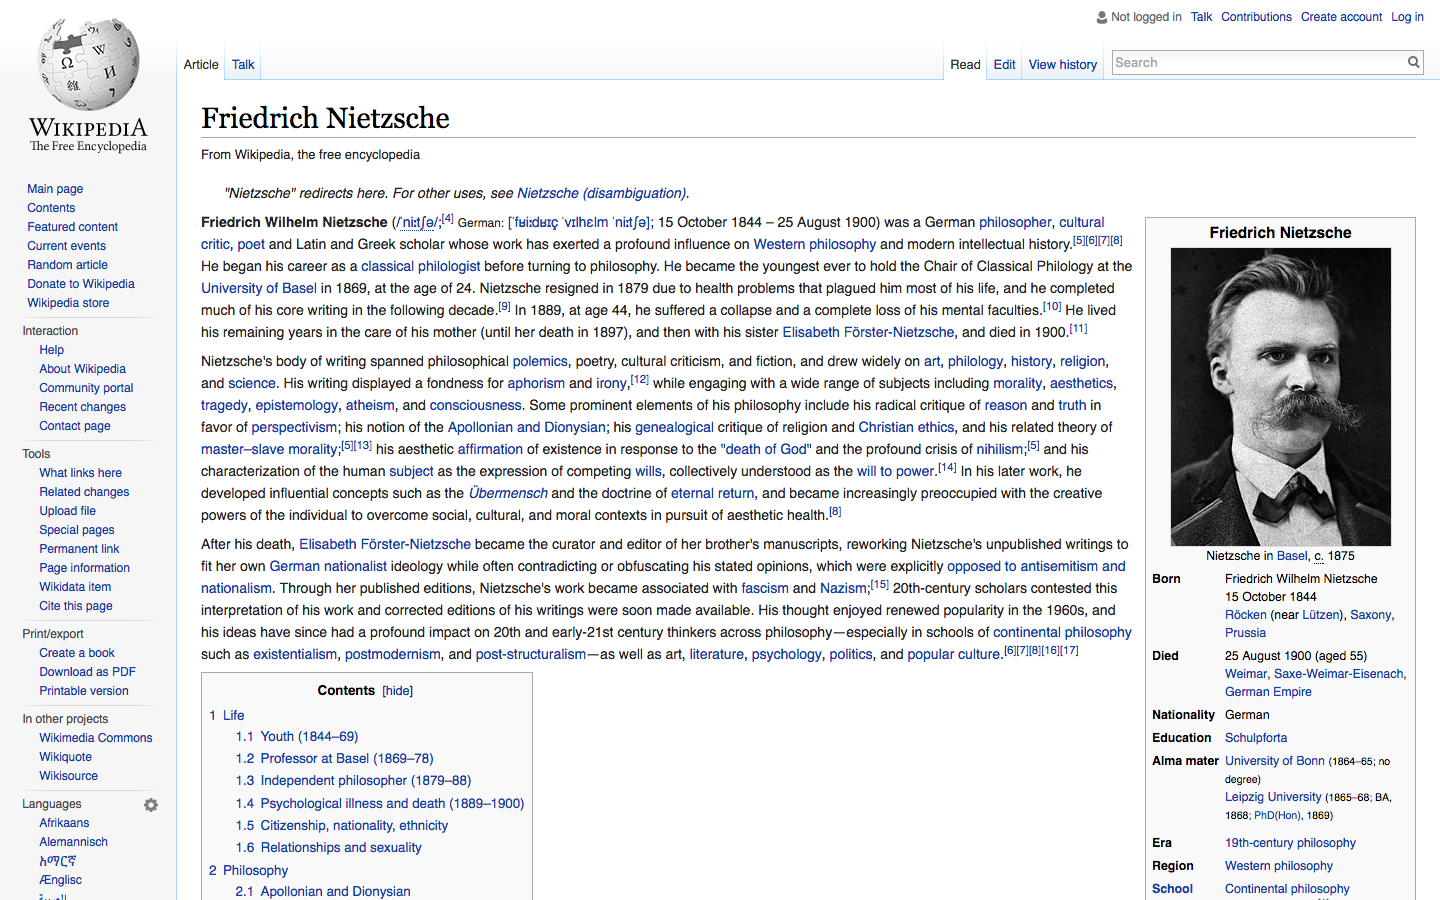 Not logged in Talk Contributions Create account Log in
Article Talk Read Edit View history Search
WIKIPEDIA
The Free Encyclopedia
Main page
Contents
Featured content
Current events
Random article
Donate to Wikipedia
Wikipedia store
Interaction
Help
About Wikipedia
Community portal
Recent changes
Contact page
Tools
What links here
Related changes
Upload file
Special pages
Permanent link
Page information
Wikidata item
Cite this page
Print/export
Create a book
Download as PDF
Printable version
In other projects
Wikimedia Commons
Wikiquote
Wikisource
Languages
Afrikaans
Alemannisch
አማርኛ
Ænglisc
Friedrich Nietzsche
From Wikipedia, the free encyclopedia
"Nietzsche" redirects here. For other uses, see Nietzsche (disambiguation).
Friedrich Wilhelm Nietzsche (/ˈniːtʃə/;[4] German: [ˈfʁiːdʁɪç ˈvɪlhɛlm ˈniːtʃə]; 15 October 1844 – 25 August 1900) was a German philosopher, cultural
critic, poet and Latin and Greek scholar whose work has exerted a profound influence on Western philosophy and modern intellectual history.[5][6][7][8]
He began his career as a classical philologist before turning to philosophy. He became the youngest ever to hold the Chair of Classical Philology at the
University of Basel in 1869, at the age of 24. Nietzsche resigned in 1879 due to health problems that plagued him most of his life, and he completed
much of his core writing in the following decade.[9] In 1889, at age 44, he suffered a collapse and a complete loss of his mental faculties.[10] He lived
his remaining years in the care of his mother (until her death in 1897), and then with his sister Elisabeth Förster-Nietzsche, and died in 1900.[11]
Nietzsche's body of writing spanned philosophical polemics, poetry, cultural criticism, and fiction, and drew widely on art, philology, history, religion,
and science. His writing displayed a fondness for aphorism and irony,[12] while engaging with a wide range of subjects including morality, aesthetics,
tragedy, epistemology, atheism, and consciousness. Some prominent elements of his philosophy include his radical critique of reason and truth in
favor of perspectivism; his notion of the Apollonian and Dionysian; his genealogical critique of religion and Christian ethics, and his related theory of
master–slave morality;[5][13] his aesthetic affirmation of existence in response to the "death of God" and the profound crisis of nihilism;[5] and his
characterization of the human subject as the expression of competing wills, collectively understood as the will to power.[14] In his later work, he
developed influential concepts such as the Übermensch and the doctrine of eternal return, and became increasingly preoccupied with the creative
powers of the individual to overcome social, cultural, and moral contexts in pursuit of aesthetic health.[8]
After his death, Elisabeth Förster-Nietzsche became the curator and editor of her brother's manuscripts, reworking Nietzsche's unpublished writings to
fit her own German nationalist ideology while often contradicting or obfuscating his stated opinions, which were explicitly opposed to antisemitism and
nationalism. Through her published editions, Nietzsche's work became associated with fascism and Nazism;[15] 20th-century scholars contested this
interpretation of his work and corrected editions of his writings were soon made available. His thought enjoyed renewed popularity in the 1960s, and
his ideas have since had a profound impact on 20th and early-21st century thinkers across philosophy—especially in schools of continental philosophy
such as existentialism, postmodernism, and post-structuralism—as well as art, literature, psychology, politics, and popular culture.[6][7][8][16][17]
Contents [hide]
1 Life
1.1 Youth (1844–69)
1.2 Professor at Basel (1869–78)
1.3 Independent philosopher (1879–88)
1.4 Psychological illness and death (1889–1900)
1.5 Citizenship, nationality, ethnicity
1.6 Relationships and sexuality
2 Philosophy
2.1 Apollonian and Dionysian
Friedrich Nietzsche
Nietzsche in Basel, c. 1875
Born Friedrich Wilhelm Nietzsche
15 October 1844
Röcken (near Lützen), Saxony,
Prussia
Died 25 August 1900 (aged 55)
Weimar, Saxe-Weimar-Eisenach,
German Empire
Nationality German
Education Schulpforta
Alma mater University of Bonn (1864–65; no
degree)
Leipzig University (1865–68; BA,
1868; PhD(Hon), 1869)
Era 19th-century philosophy
Region Western philosophy
School Continental philosophy